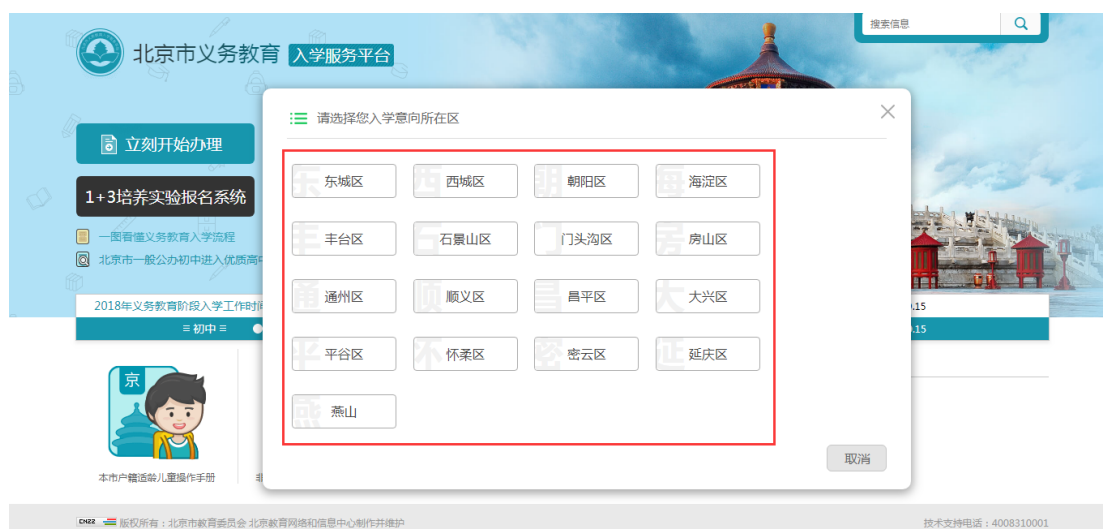 北京市义务教育 入学服务平台
搜索信息
请选择您入学意向所在区
立刻开始办理
1+3培养实验报名系统
一图看懂义务教育入学流程
北京市一般公办初中进入优质高
2018年义务教育阶段入学工作时
≡ 初中 ≡
东城区 西城区 朝阳区 海淀区
丰台区 石景山区 门头沟区 房山区
通州区 顺义区 昌平区 大兴区
平谷区 怀柔区 密云区 延庆区
燕山
取消
.15
.15
京
本市户籍适龄儿童操作手册
版权所有：北京市教育委员会 北京教育网络和信息中心制作并维护
技术支持电话：4008310001